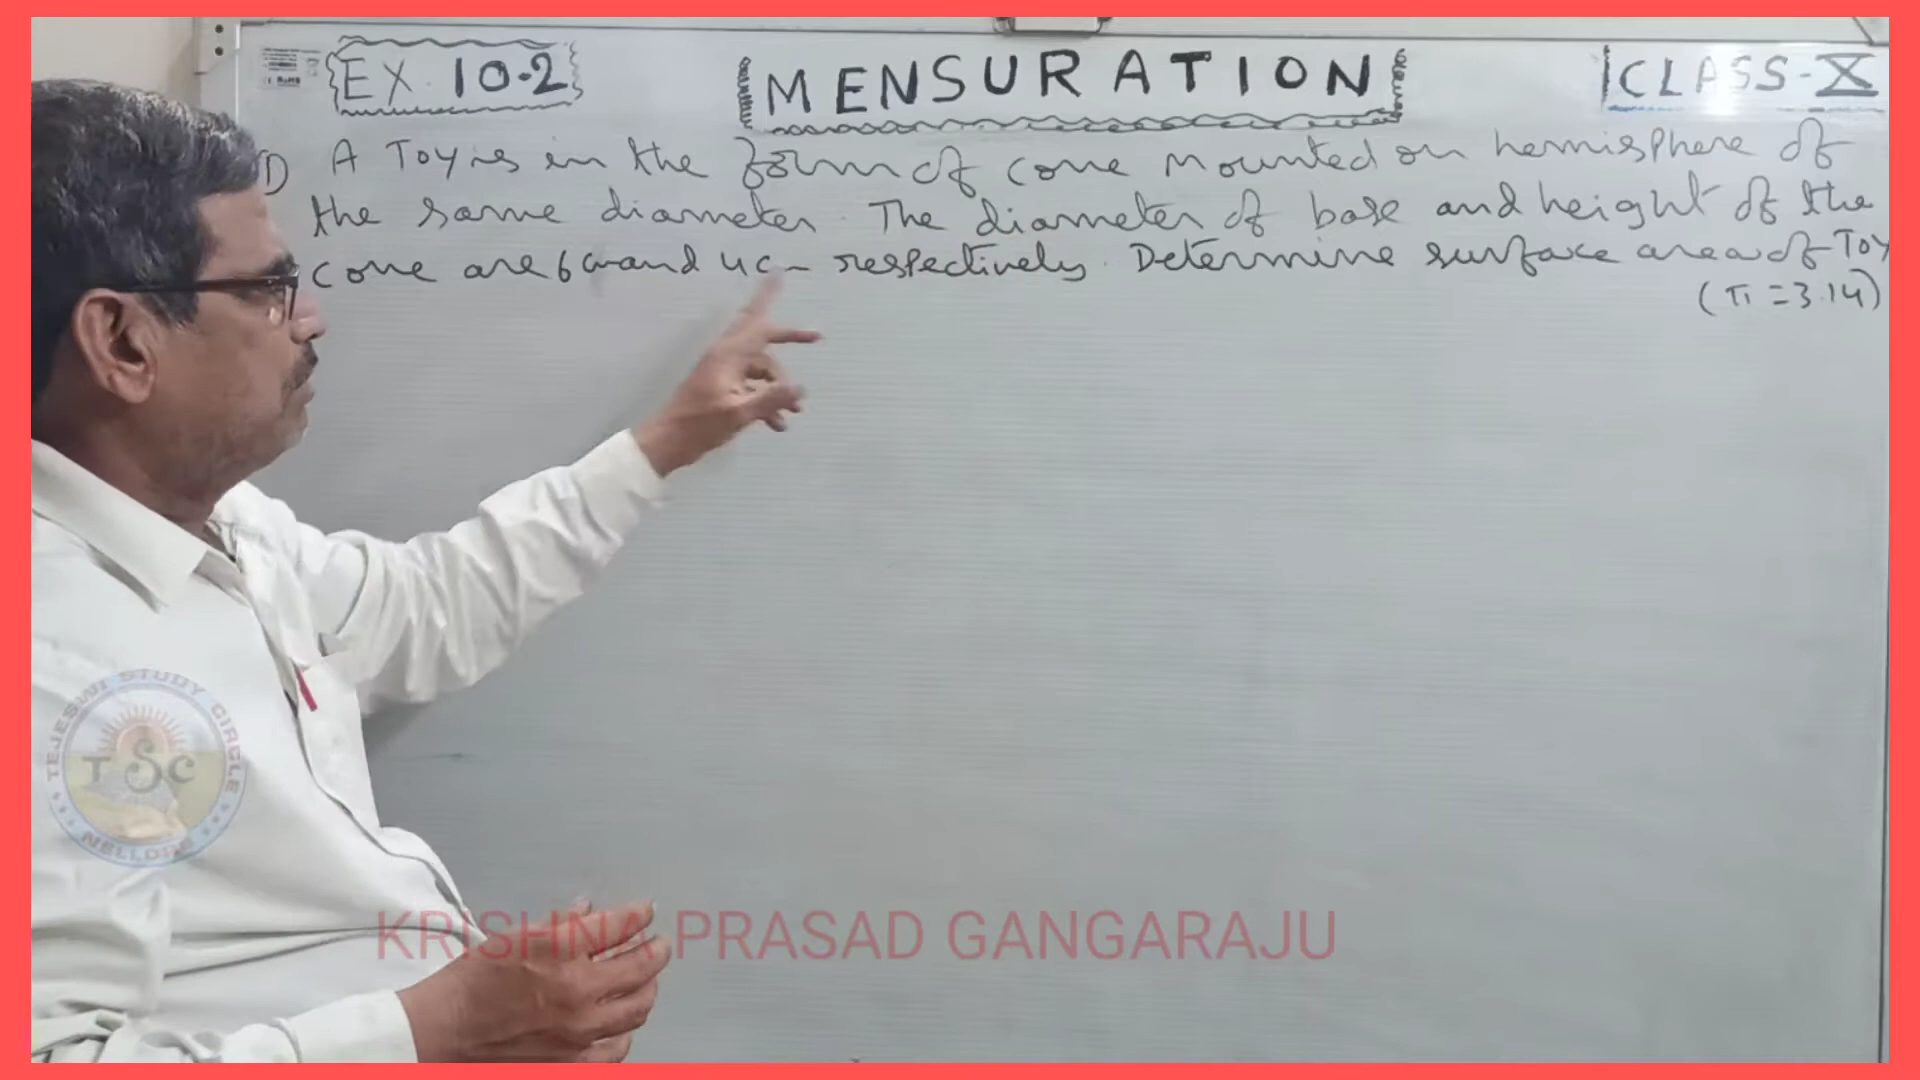 EX. 10.2
MENSURATION
CLASS-X
1) A Toy is in the form of cone Mounted on hemisphere of
the same diameter. The diameter of base and height of the
cone are 6cm and 4cm respectively. Determine surface area of Toy
(π = 3.14)
TEJESWI STUDY CIRCLE
TSC
NELLORE
KRISHNA PRASAD GANGARAJU